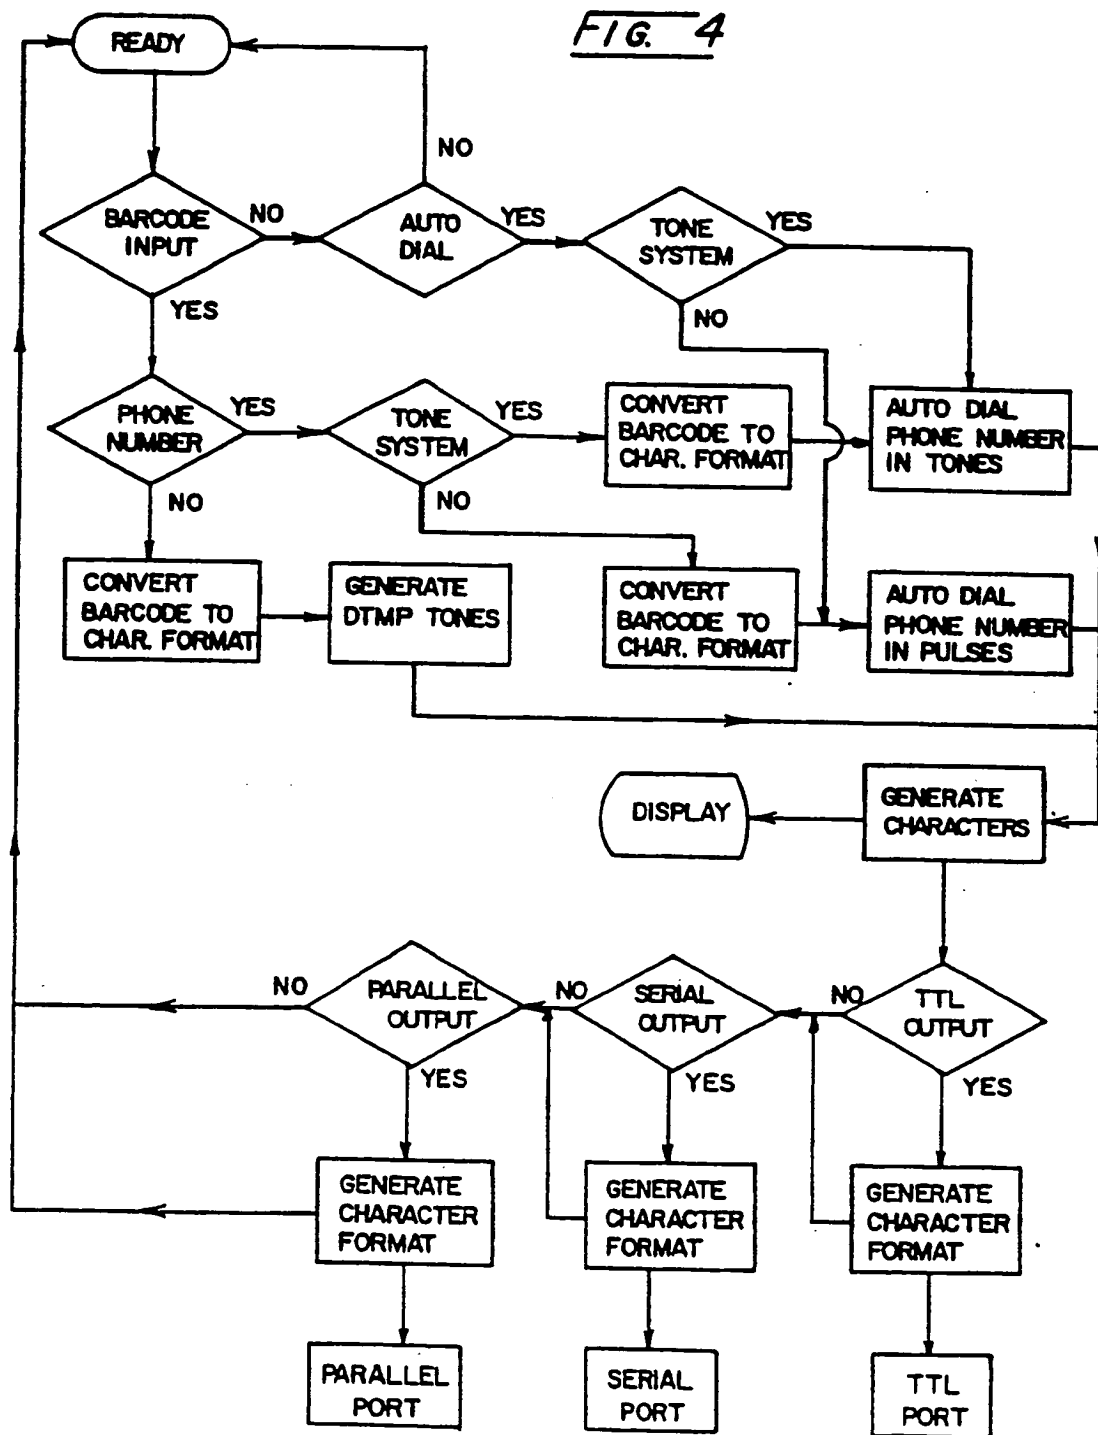 FIG. 4
READY
NO
BARCODE
INPUT
NO
AUTO
DIAL
YES
TONE
SYSTEM
YES
YES
NO
PHONE
NUMBER
YES
TONE
SYSTEM
YES
CONVERT
BARCODE TO
CHAR. FORMAT
AUTO DIAL
PHONE NUMBER
IN TONES
NO
NO
CONVERT
BARCODE TO
CHAR. FORMAT
GENERATE
DTMP TONES
CONVERT
BARCODE TO
CHAR. FORMAT
AUTO DIAL
PHONE NUMBER
IN PULSES
DISPLAY
GENERATE
CHARACTERS
NO
PARALLEL
OUTPUT
NO
SERIAL
OUTPUT
NO
TTL
OUTPUT
YES
YES
YES
GENERATE
CHARACTER
FORMAT
GENERATE
CHARACTER
FORMAT
GENERATE
CHARACTER
FORMAT
PARALLEL
PORT
SERIAL
PORT
TTL
PORT